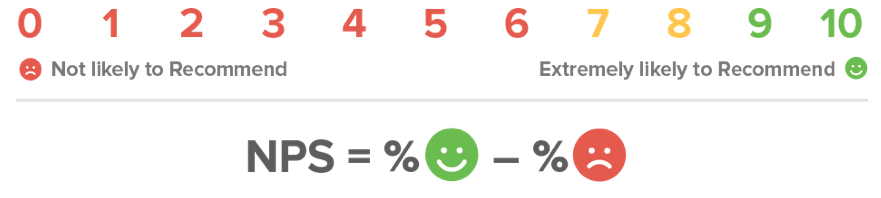 0 1 2 3 4 5 6 7 8 9 10
Not likely to Recommend Extremely likely to Recommend
NPS = % – %